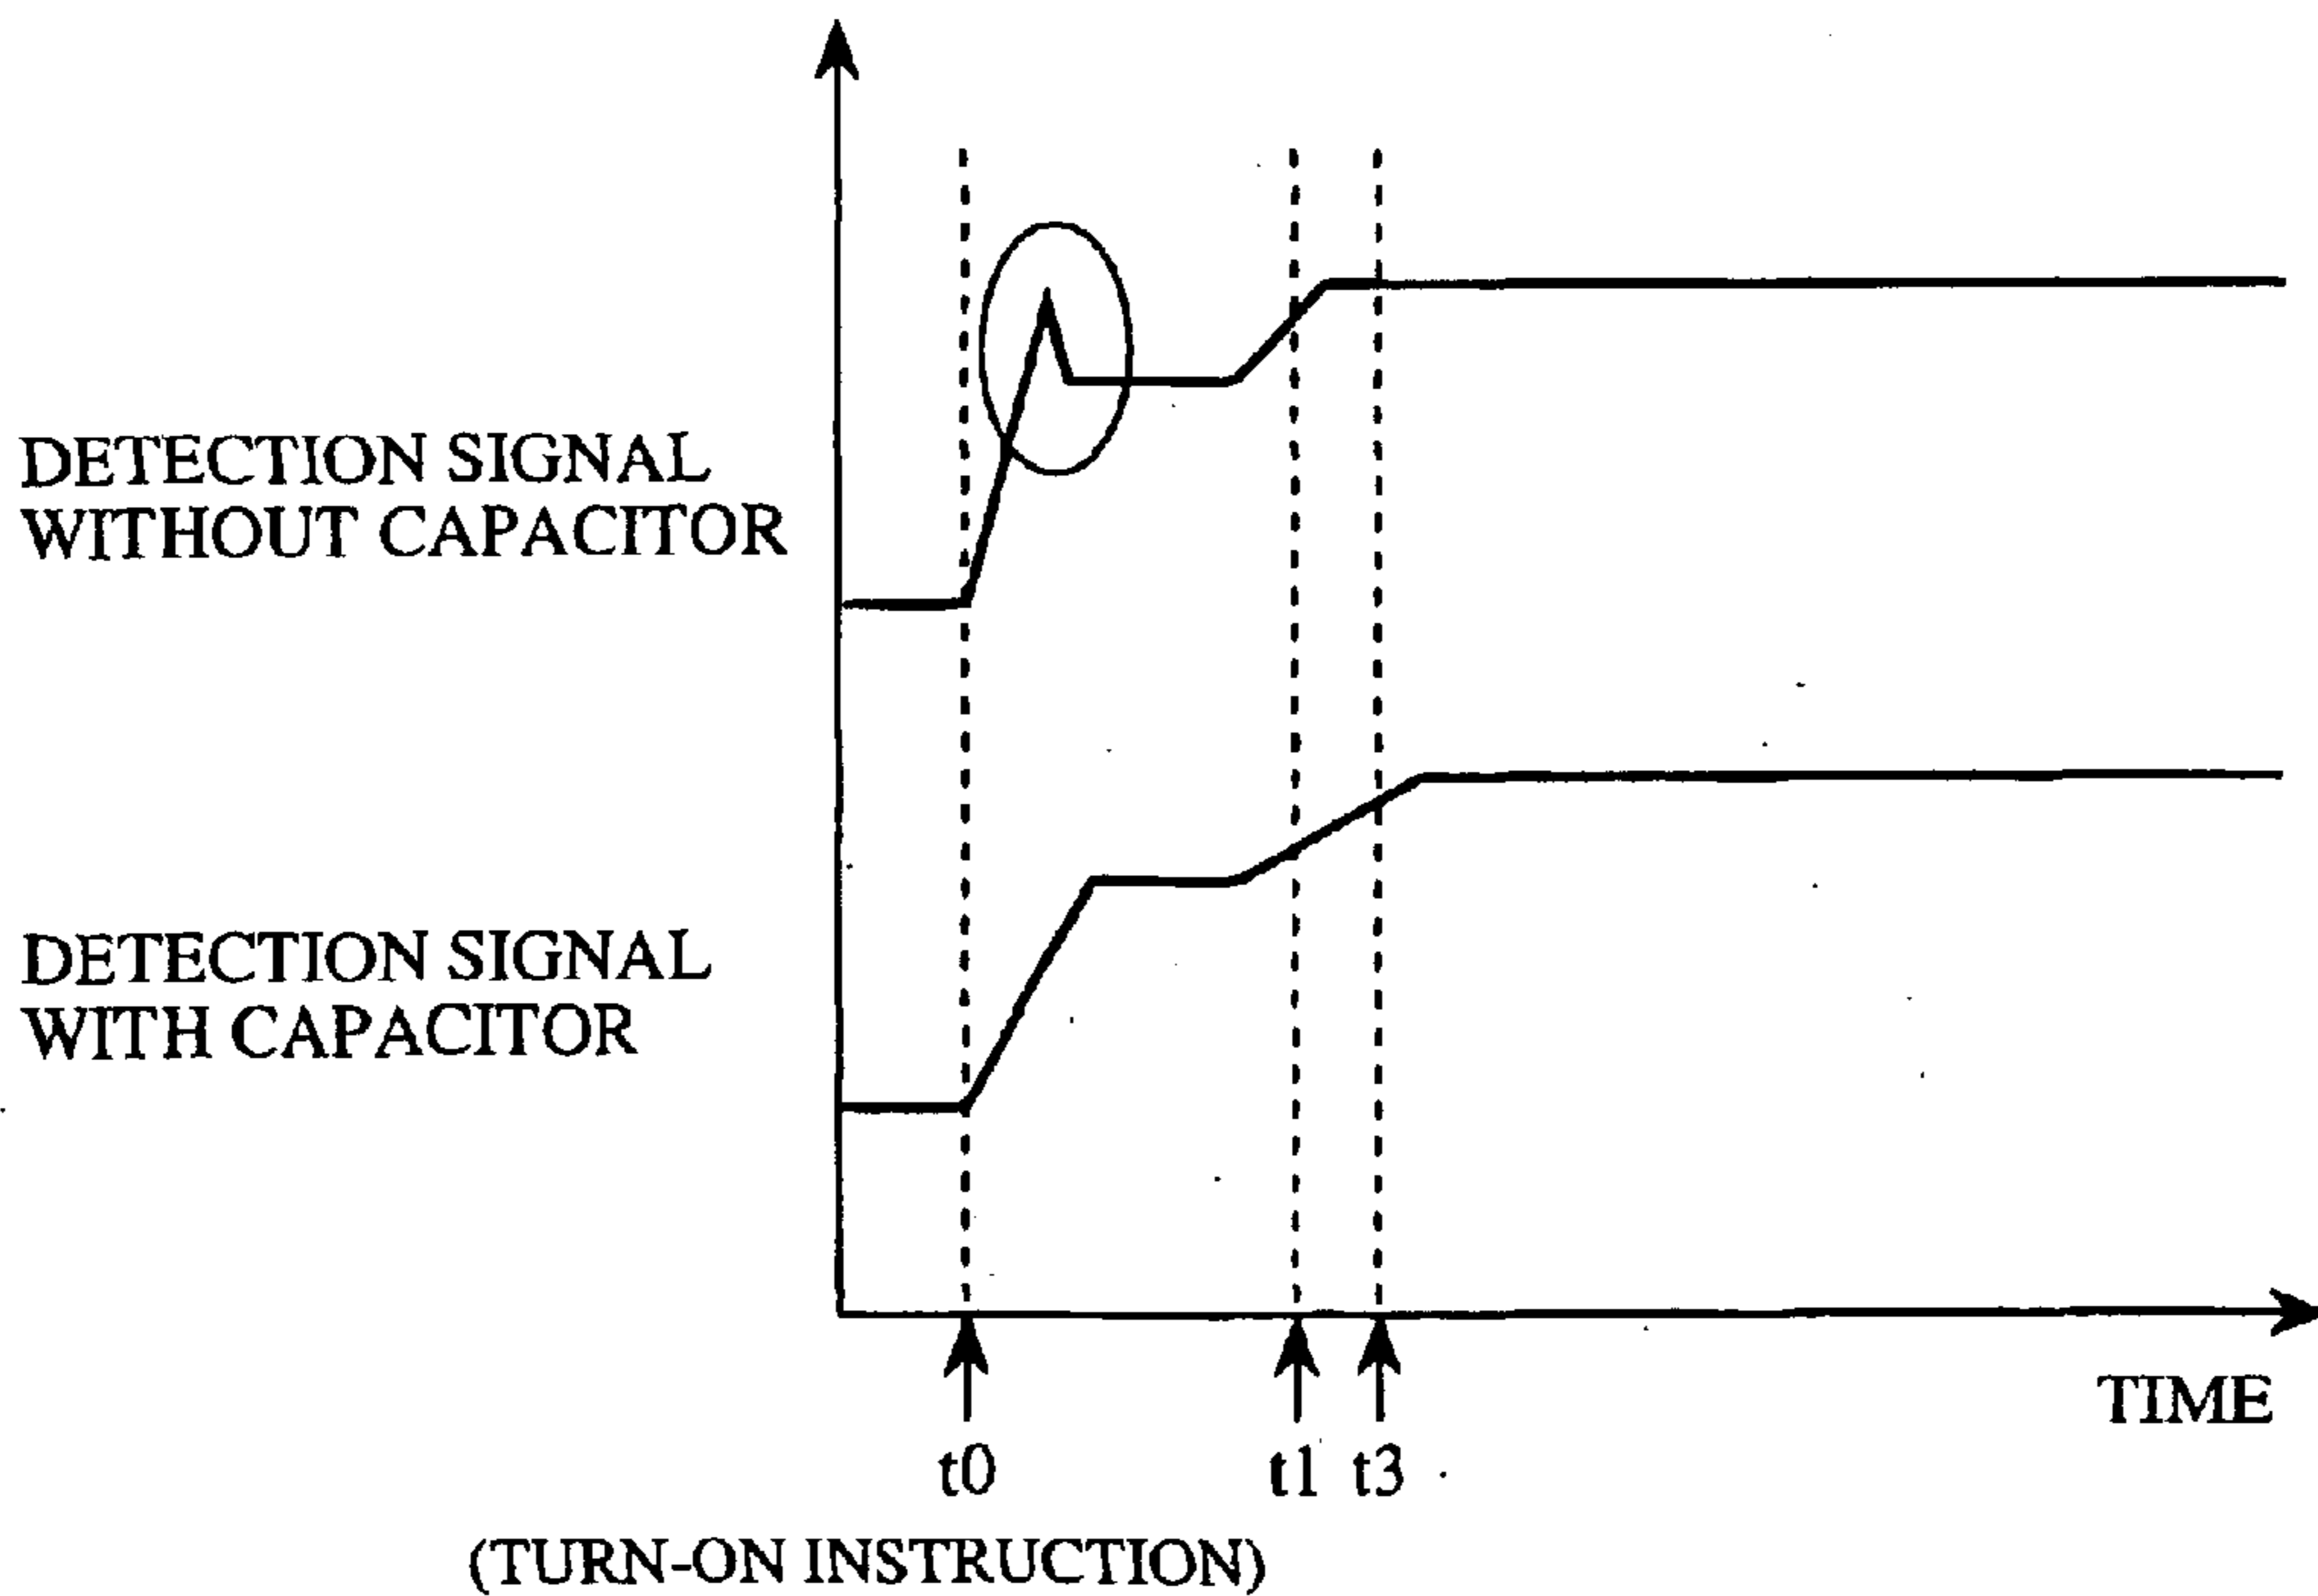 DETECTION SIGNAL
WITHOUT CAPACITOR
DETECTION SIGNAL
WITH CAPACITOR
TIME
t0 t1 t3
(TURN-ON INSTRUCTION)